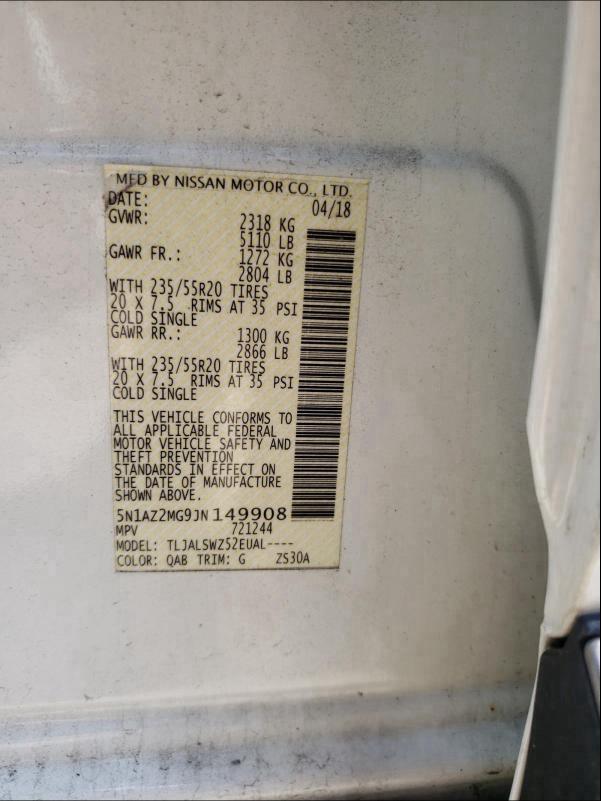 MFD BY NISSAN MOTOR CO., LTD.
DATE: 04/18
GVWR: 2318 KG
5110 LB
GAWR FR.: 1272 KG
2804 LB
WITH 235/55R20 TIRES
20 X 7.5 RIMS AT 35 PSI
COLD SINGLE
GAWR RR.: 1300 KG
2866 LB
WITH 235/55R20 TIRES
20 X 7.5 RIMS AT 35 PSI
COLD SINGLE
THIS VEHICLE CONFORMS TO
ALL APPLICABLE FEDERAL
MOTOR VEHICLE SAFETY AND
THEFT PREVENTION
STANDARDS IN EFFECT ON
THE DATE OF MANUFACTURE
SHOWN ABOVE.
5N1AZ2MG9JN149908
MPV 721244
MODEL: TLJALSWZ52EUAL----
COLOR: QAB TRIM: G ZS30A